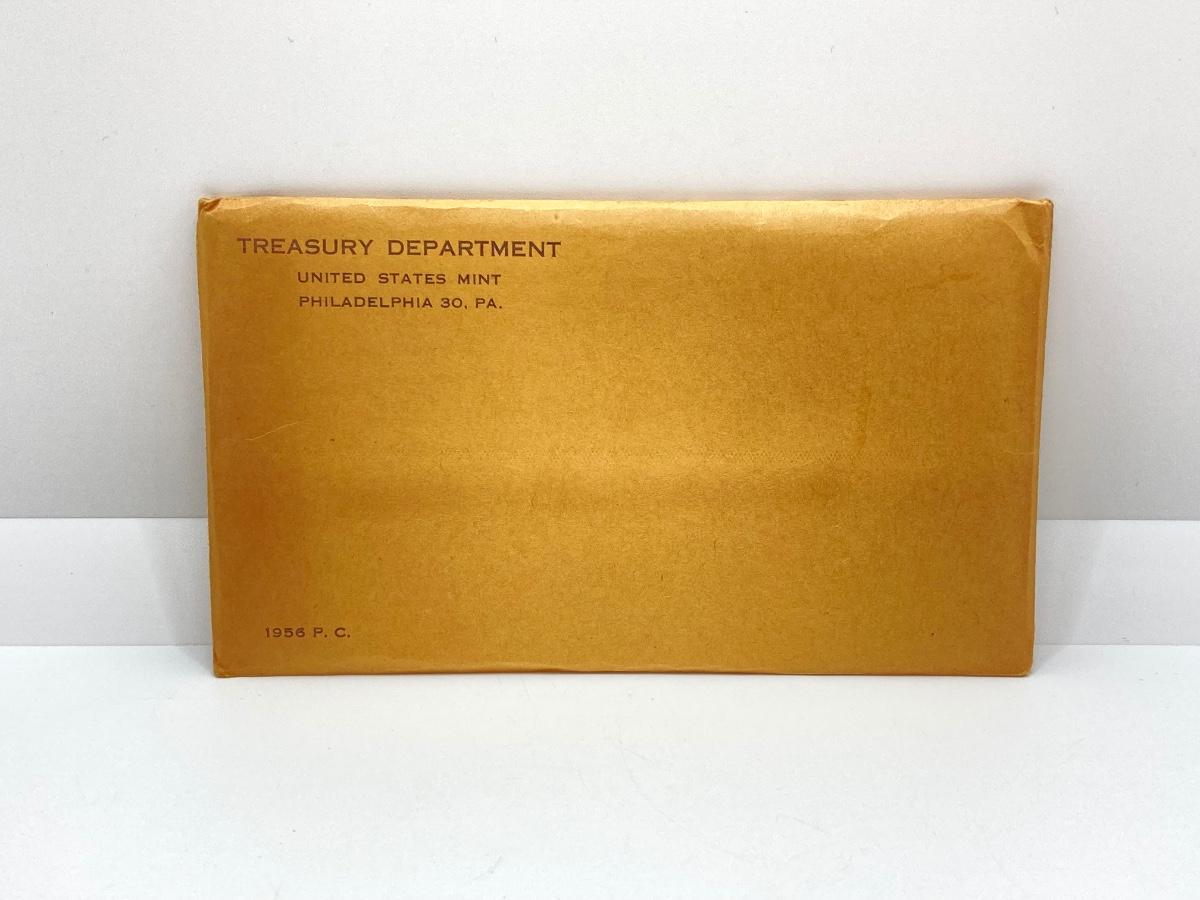 TREASURY DEPARTMENT
UNITED STATES MINT
PHILADELPHIA 30, PA.
1956 P. C.